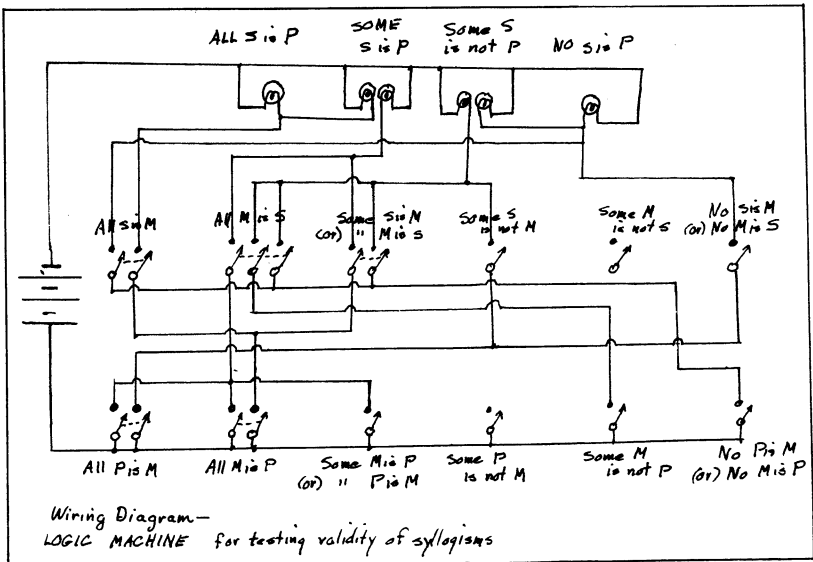 ALL S is P
SOME
S is P
Some S
is not P
NO S is P
All S is M
All M is S
Some S is M
(or) " M is S
Some S
is not M
Some M
is not S
No S is M
(or) No M is S
All P is M
All M is P
Some M is P
(or) " P is M
Some P
is not M
Some M
is not P
No P is M
(or) No M is P
Wiring Diagram—
LOGIC MACHINE for testing validity of syllogisms